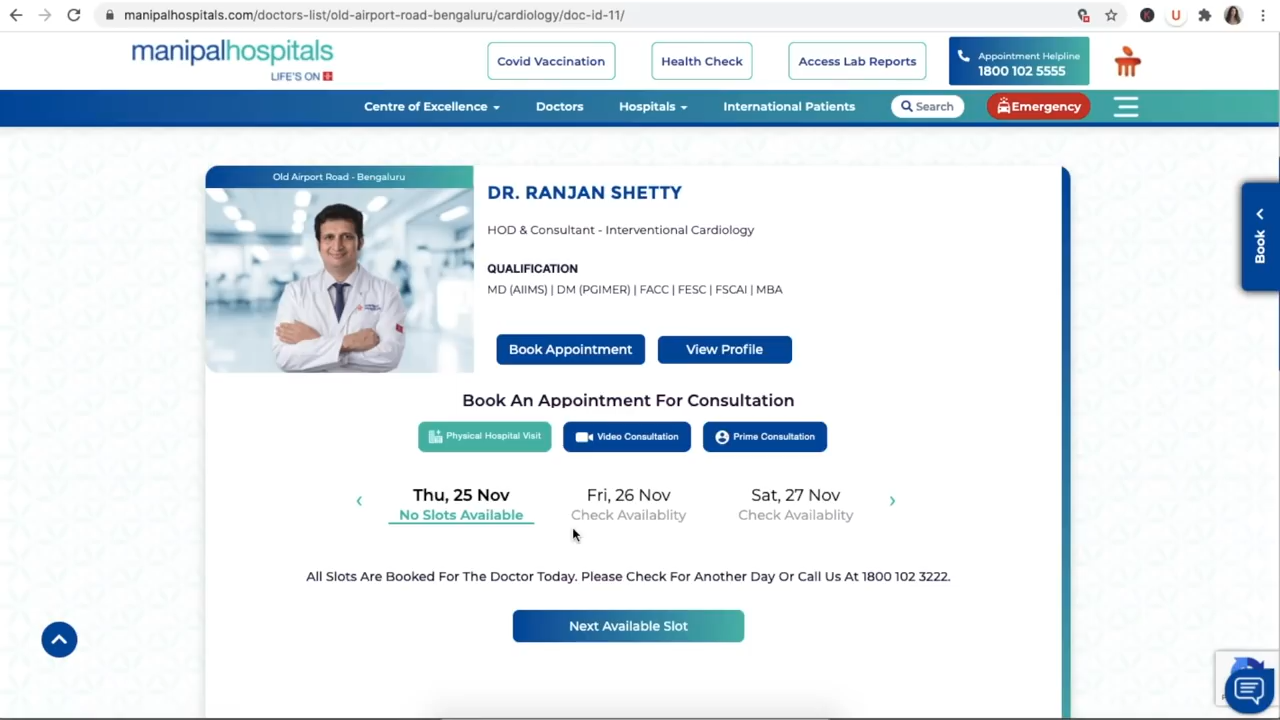 manipalhospitals.com/doctors-list/old-airport-road-bengaluru/cardiology/doc-id-11/
manipalhospitals
LIFE'S ON
Covid Vaccination
Health Check
Access Lab Reports
Appointment Helpline
1800 102 5555
Centre of Excellence
Doctors
Hospitals
International Patients
Search
Emergency
Old Airport Road - Bengaluru
DR. RANJAN SHETTY
HOD & Consultant - Interventional Cardiology
QUALIFICATION
MD (AIIMS) | DM (PGIMER) | FACC | FESC | FSCAI | MBA
Book Appointment
View Profile
Book
Book An Appointment For Consultation
Physical Hospital Visit
Video Consultation
Prime Consultation
Thu, 25 Nov
No Slots Available
Fri, 26 Nov
Check Availablity
Sat, 27 Nov
Check Availablity
All Slots Are Booked For The Doctor Today. Please Check For Another Day Or Call Us At 1800 102 3222.
Next Available Slot